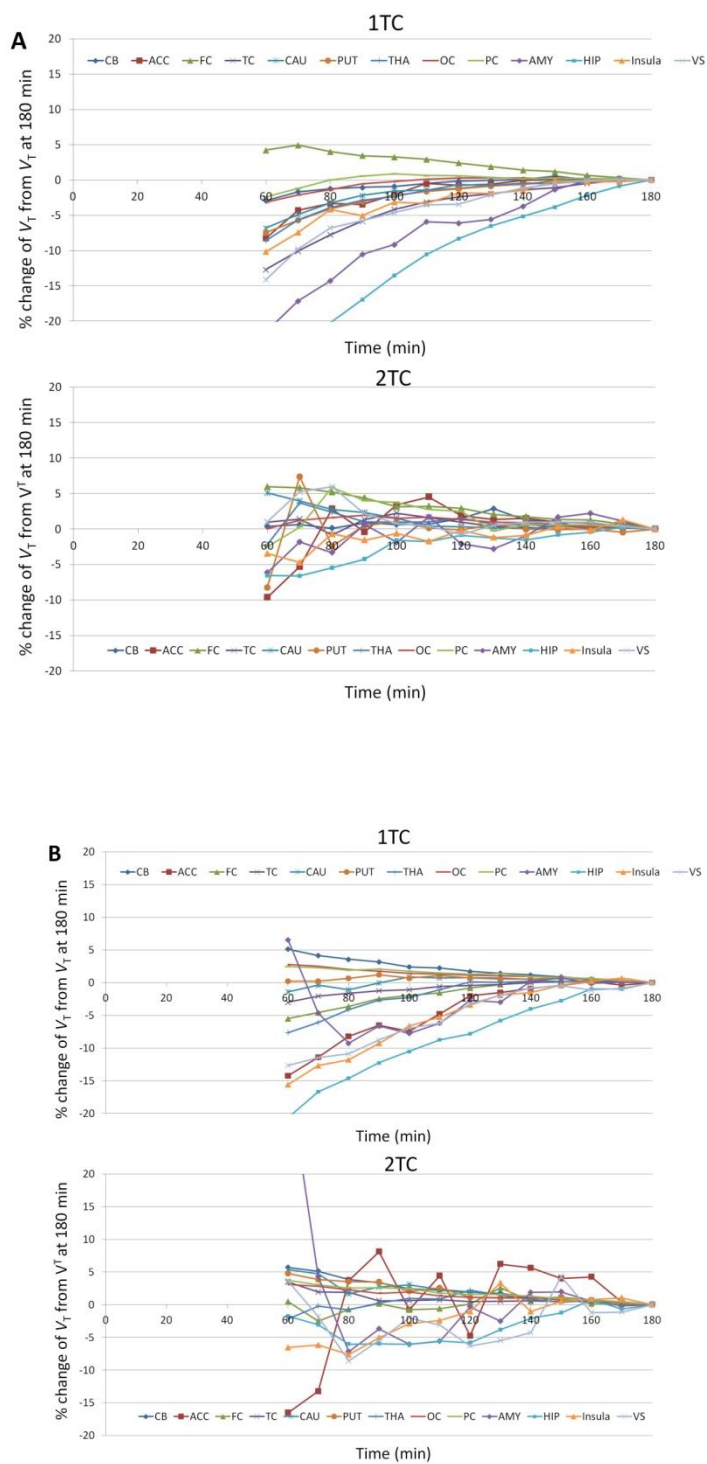 A
1TC
20
CB ACC FC TC CAU PUT THA OC PC AMY HIP Insula VS
15
10
5
0
0 20 40 60 80 100 120 140 160 180
-5
-10
-15
-20
% change of VT from VT at 180 min
Time (min)
2TC
20
15
10
5
0
0 20 40 60 80 100 120 140 160 180
-5
-10
-15
CB ACC FC TC CAU PUT THA OC PC AMY HIP Insula VS
-20
% change of VT from VT at 180 min
Time (min)
B
1TC
20
CB ACC FC TC CAU PUT THA OC PC AMY HIP Insula VS
15
10
5
0
0 20 40 60 80 100 120 140 160 180
-5
-10
-15
-20
% change of VT from VT at 180 min
Time (min)
2TC
20
15
10
5
0
0 20 40 60 80 100 120 140 160 180
-5
-10
-15
CB ACC FC TC CAU PUT THA OC PC AMY HIP Insula VS
-20
% change of VT from VT at 180 min
Time (min)